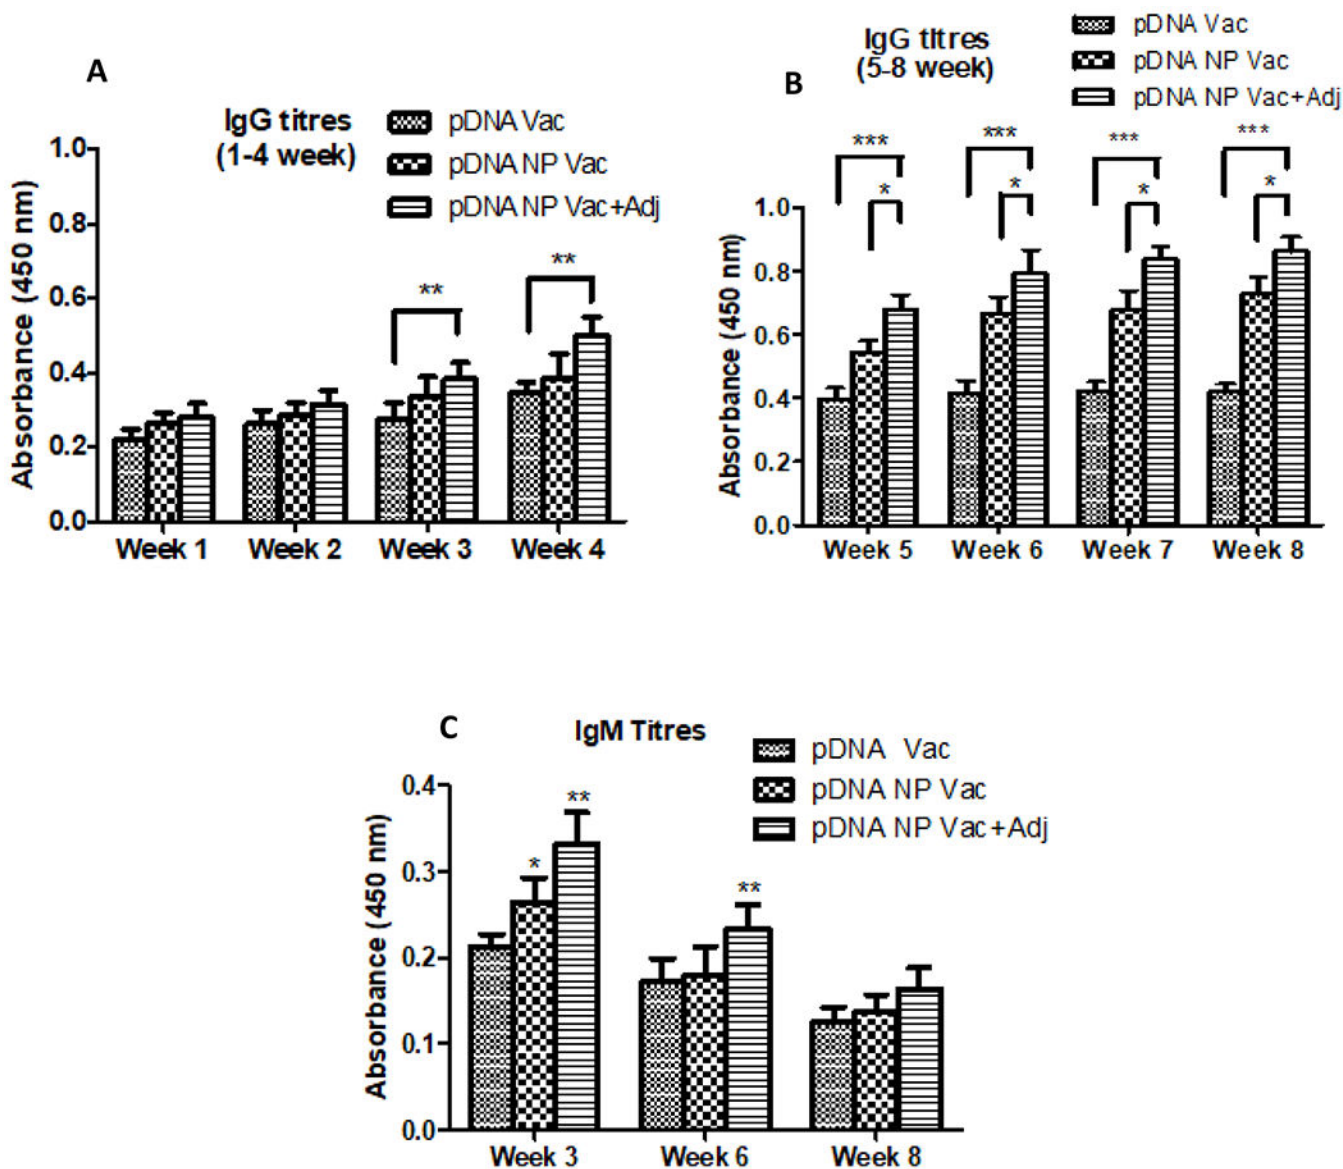 A
IgG titres
(1-4 week)
pDNA Vac
pDNA NP Vac
pDNA NP Vac+Adj
Absorbance (450 nm)
1.0
0.8
0.6
0.4
0.2
0.0
**
**
Week 1 Week 2 Week 3 Week 4
B
IgG titres
(5-8 week)
pDNA Vac
pDNA NP Vac
pDNA NP Vac+Adj
Absorbance (450 nm)
1.0
0.8
0.6
0.4
0.2
0.0
*** *** *** ***
* * * *
Week 5 Week 6 Week 7 Week 8
C
IgM Titres
pDNA Vac
pDNA NP Vac
pDNA NP Vac+Adj
Absorbance (450 nm)
0.4
0.3
0.2
0.1
0.0
* ** **
Week 3 Week 6 Week 8